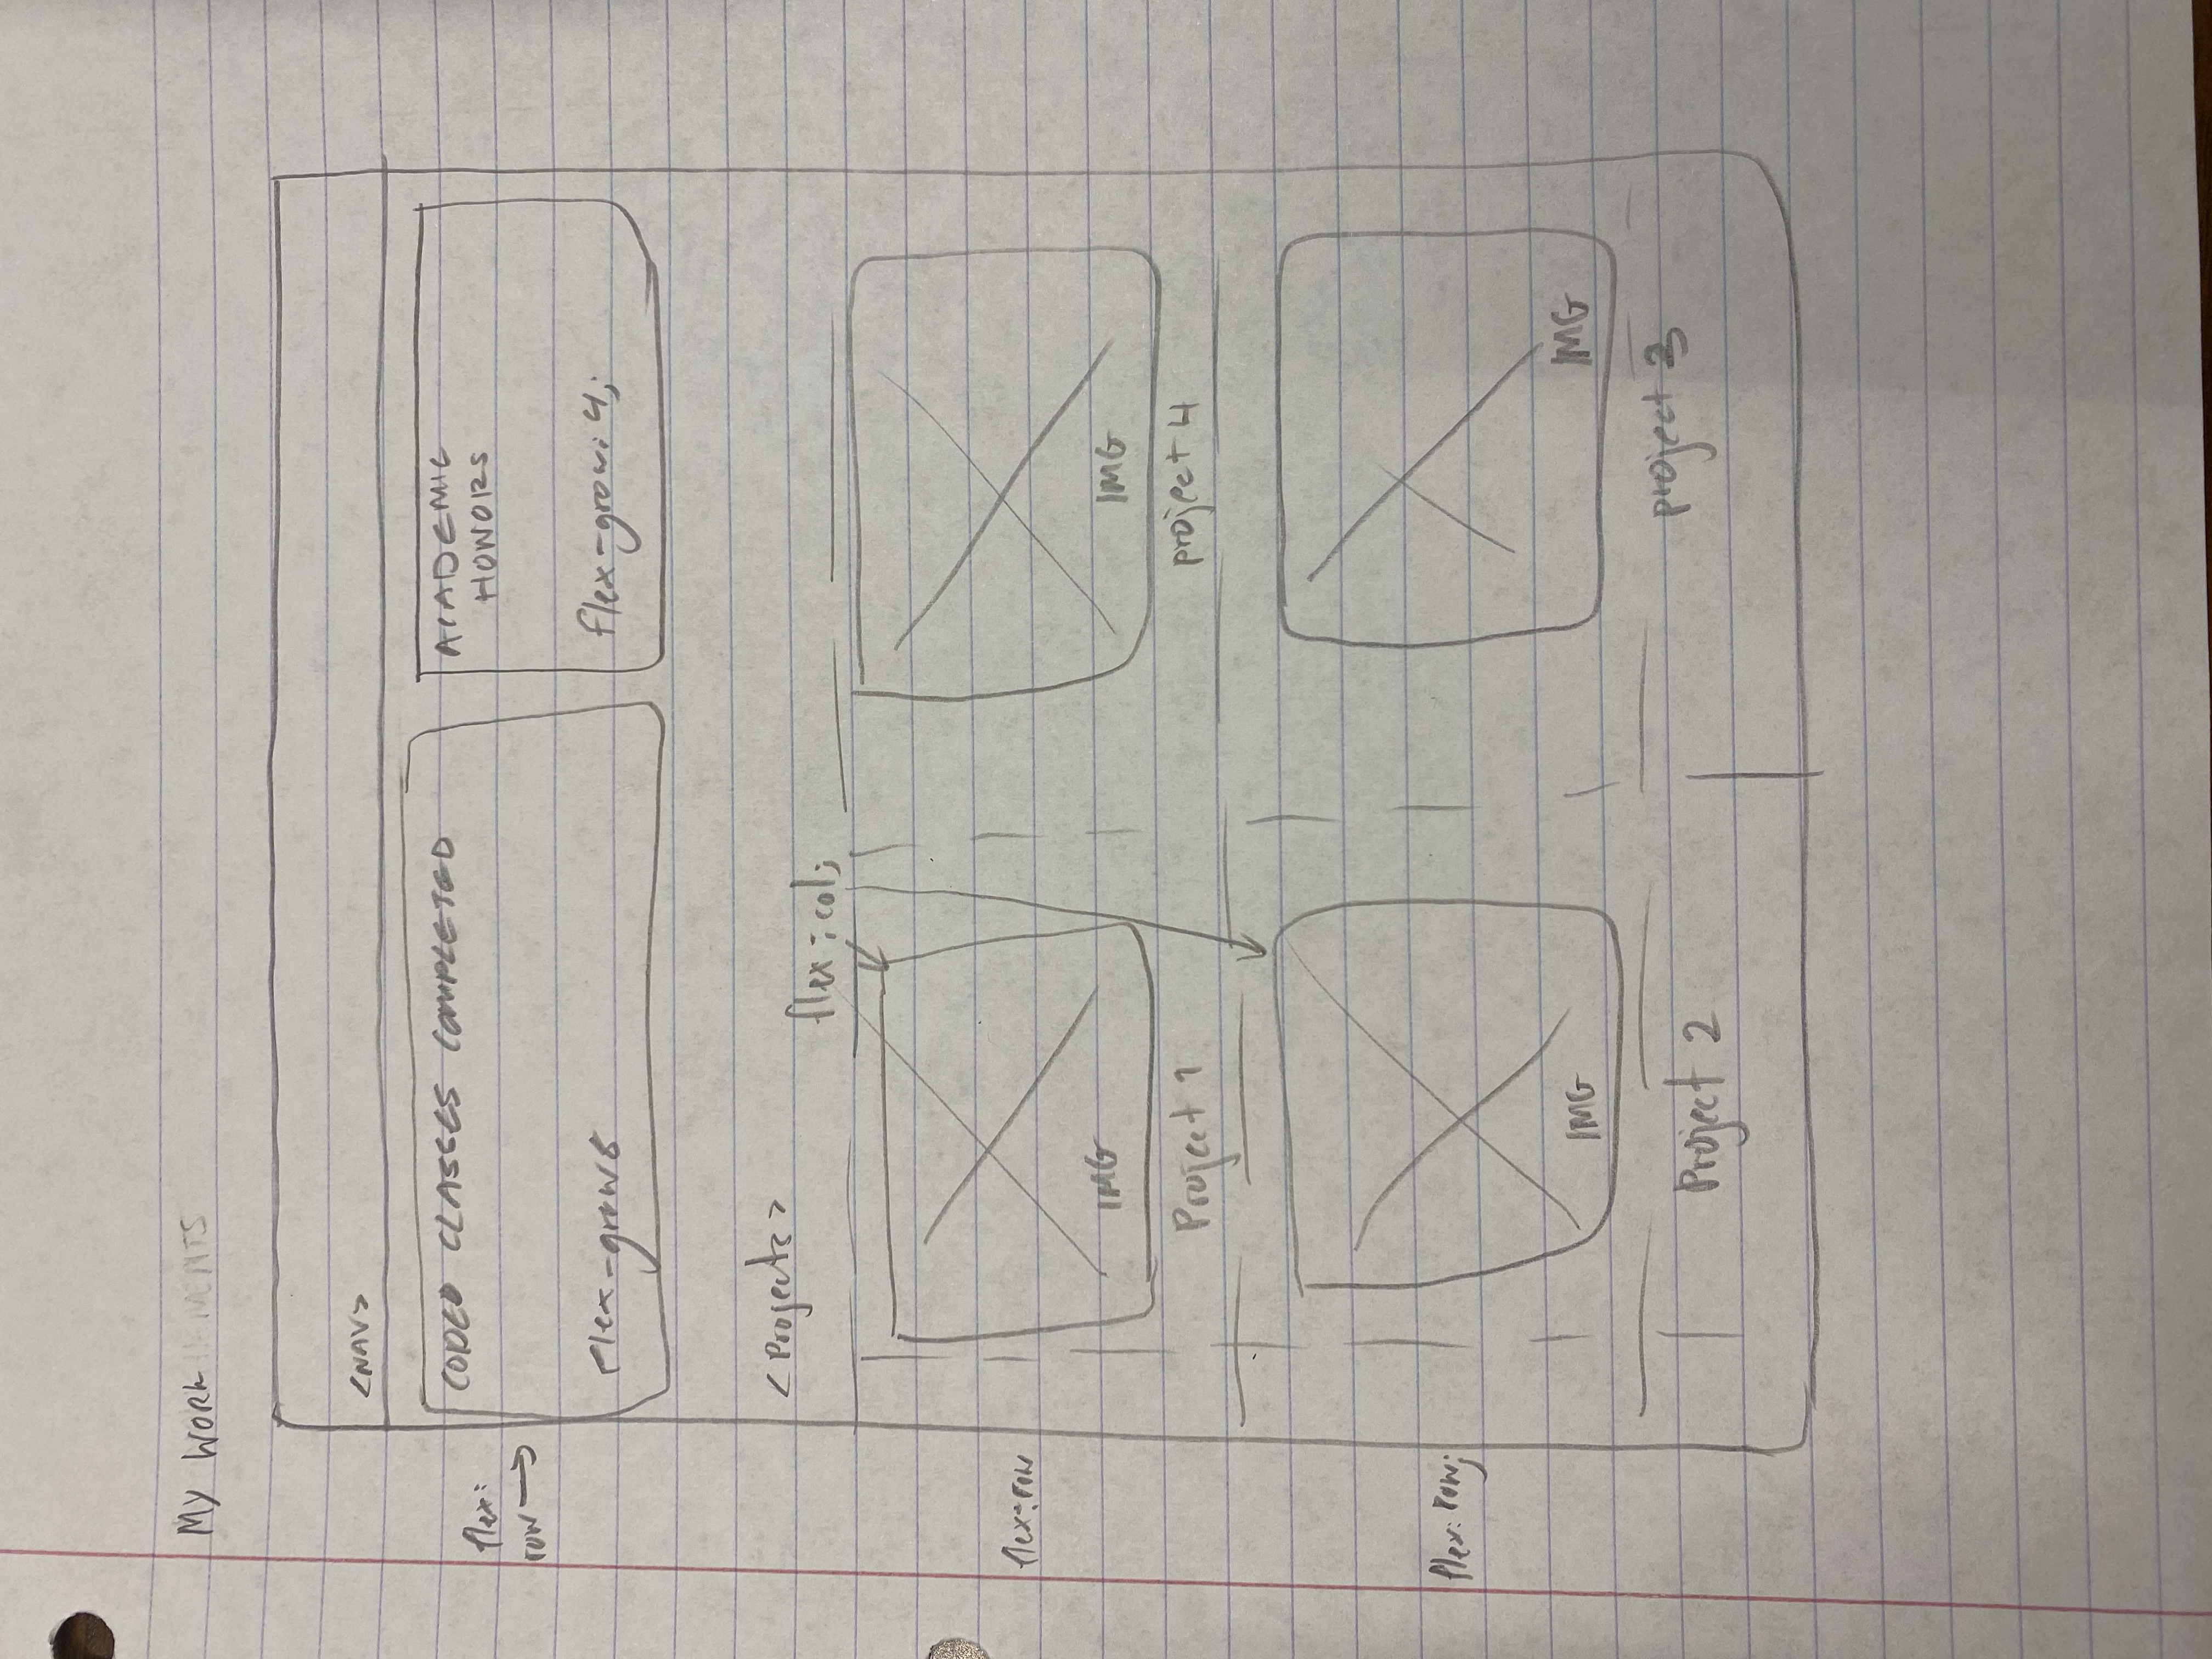 MY WORK MENTS
<NAV>
CODED CLASSES COMPLETED
ACADEMIC
HONORS
flex:
row →
flex-grow 6
flex-grow: 4;
<Projects>
flex: col;
flex: row
IMG
IMG
Project 1
project 4
flex: row;
IMG
IMG
Project 2
project 3